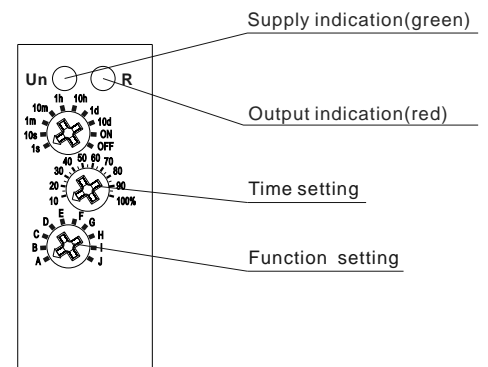 Supply indication(green)
Un R
Output indication(red)
1s 10s 1m 10m 1h 10h 1d 10d ON OFF
Time setting
10 20 30 40 50 60 70 80 90 100%
Function setting
A B C D E F G H I J